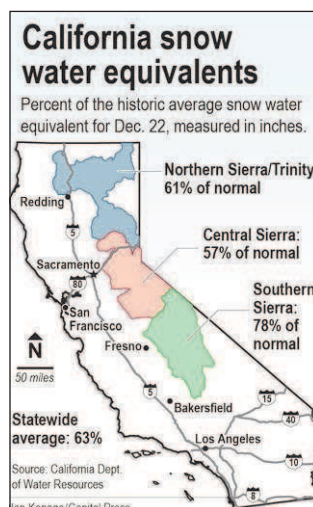 California snow
water equivalents
Percent of the historic average snow water
equivalent for Dec. 22, measured in inches.
Northern Sierra/Trinity
61% of normal
Redding
5
Central Sierra:
57% of normal
Sacramento
80
Southern
Sierra:
78% of
normal
San
Francisco
N
Fresno
50 miles
5
Bakersfield
15
Statewide
average: 63%
40
Los Angeles
10
Source: California Dept.
of Water Resources
8
/Capital Press